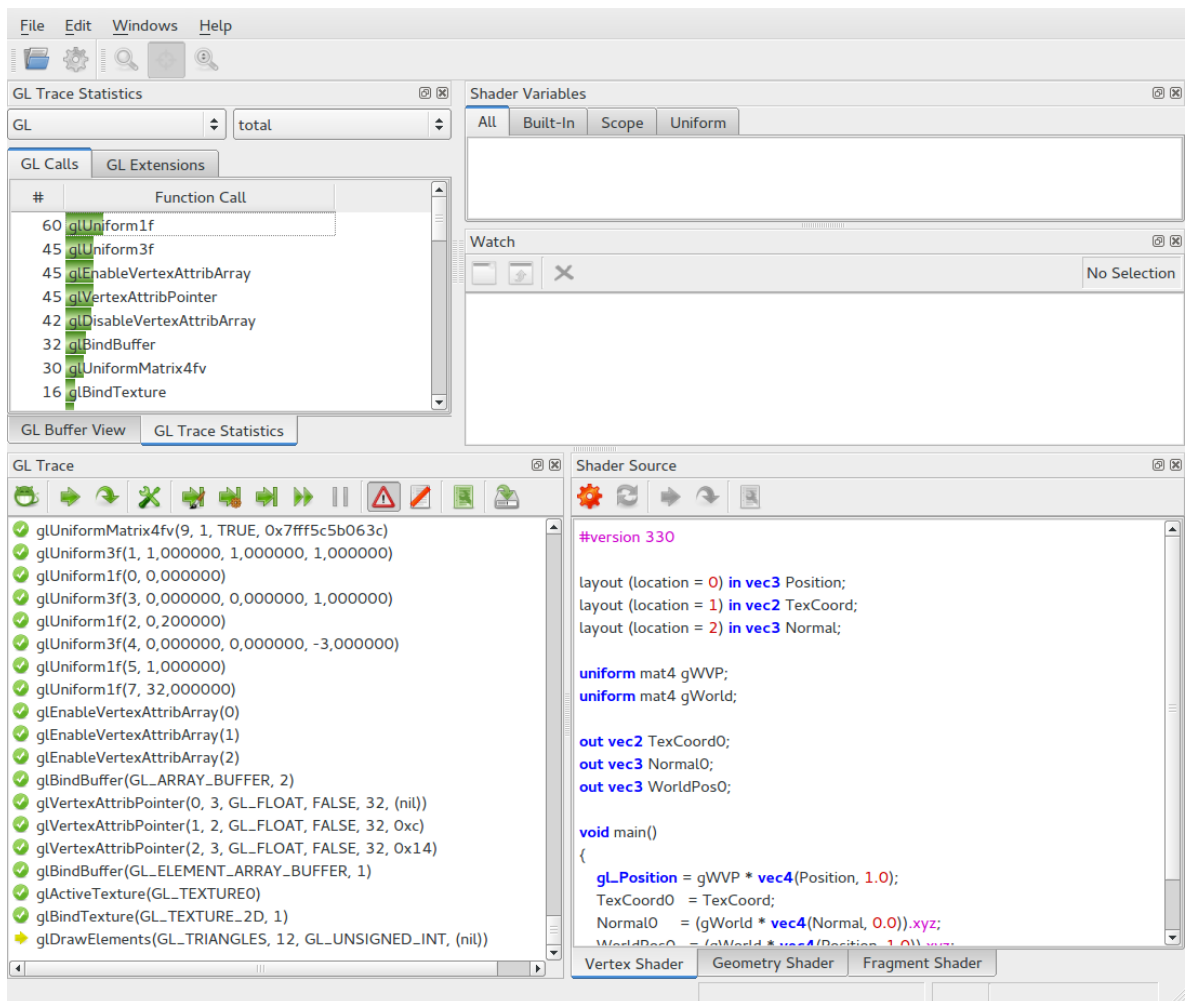 File Edit Windows Help
GL Trace Statistics
GL total
GL Calls GL Extensions
# Function Call
60 glUniform1f
45 glUniform3f
45 glEnableVertexAttribArray
45 glVertexAttribPointer
42 glDisableVertexAttribArray
32 glBindBuffer
30 glUniformMatrix4fv
16 glBindTexture
GL Buffer View GL Trace Statistics
Shader Variables
All Built-In Scope Uniform
Watch
No Selection
GL Trace
glUniformMatrix4fv(9, 1, TRUE, 0x7fff5c5b063c)
glUniform3f(1, 1,000000, 1,000000, 1,000000)
glUniform1f(0, 0,000000)
glUniform3f(3, 0,000000, 0,000000, 1,000000)
glUniform1f(2, 0,200000)
glUniform3f(4, 0,000000, 0,000000, -3,000000)
glUniform1f(5, 1,000000)
glUniform1f(7, 32,000000)
glEnableVertexAttribArray(0)
glEnableVertexAttribArray(1)
glEnableVertexAttribArray(2)
glBindBuffer(GL_ARRAY_BUFFER, 2)
glVertexAttribPointer(0, 3, GL_FLOAT, FALSE, 32, (nil))
glVertexAttribPointer(1, 2, GL_FLOAT, FALSE, 32, 0xc)
glVertexAttribPointer(2, 3, GL_FLOAT, FALSE, 32, 0x14)
glBindBuffer(GL_ELEMENT_ARRAY_BUFFER, 1)
glActiveTexture(GL_TEXTURE0)
glBindTexture(GL_TEXTURE_2D, 1)
glDrawElements(GL_TRIANGLES, 12, GL_UNSIGNED_INT, (nil))
Shader Source
#version 330
layout (location = 0) in vec3 Position;
layout (location = 1) in vec2 TexCoord;
layout (location = 2) in vec3 Normal;
uniform mat4 gWVP;
uniform mat4 gWorld;
out vec2 TexCoord0;
out vec3 Normal0;
out vec3 WorldPos0;
void main()
{
gl_Position = gWVP * vec4(Position, 1.0);
TexCoord0 = TexCoord;
Normal0 = (gWorld * vec4(Normal, 0.0)).xyz;
WorldPos0 = (gWorld * vec4(Position, 1.0)).xyz;
Vertex Shader Geometry Shader Fragment Shader